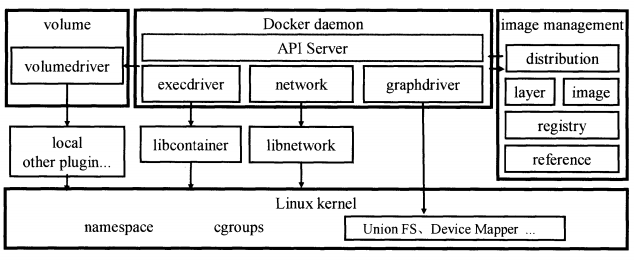 volume
volumedriver
local
other plugin...
Docker daemon
API Server
execdriver
network
graphdriver
libcontainer
libnetwork
image management
distribution
layer
image
registry
reference
Linux kernel
namespace
cgroups
Union FS、Device Mapper ...